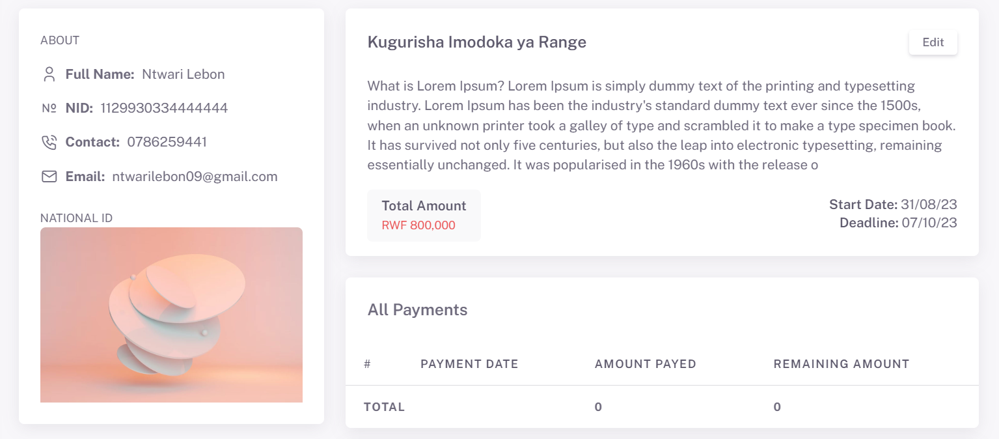 ABOUT
Full Name: Ntwari Lebon
Nº NID: 1129930334444444
Contact: 0786259441
Email: ntwarilebon09@gmail.com
NATIONAL ID
Kugurisha Imodoka ya Range
Edit
What is Lorem Ipsum? Lorem Ipsum is simply dummy text of the printing and typesetting
industry. Lorem Ipsum has been the industry's standard dummy text ever since the 1500s,
when an unknown printer took a galley of type and scrambled it to make a type specimen book.
It has survived not only five centuries, but also the leap into electronic typesetting, remaining
essentially unchanged. It was popularised in the 1960s with the release o
Total Amount
RWF 800,000
Start Date: 31/08/23
Deadline: 07/10/23
All Payments
# PAYMENT DATE AMOUNT PAYED REMAINING AMOUNT
TOTAL 0 0